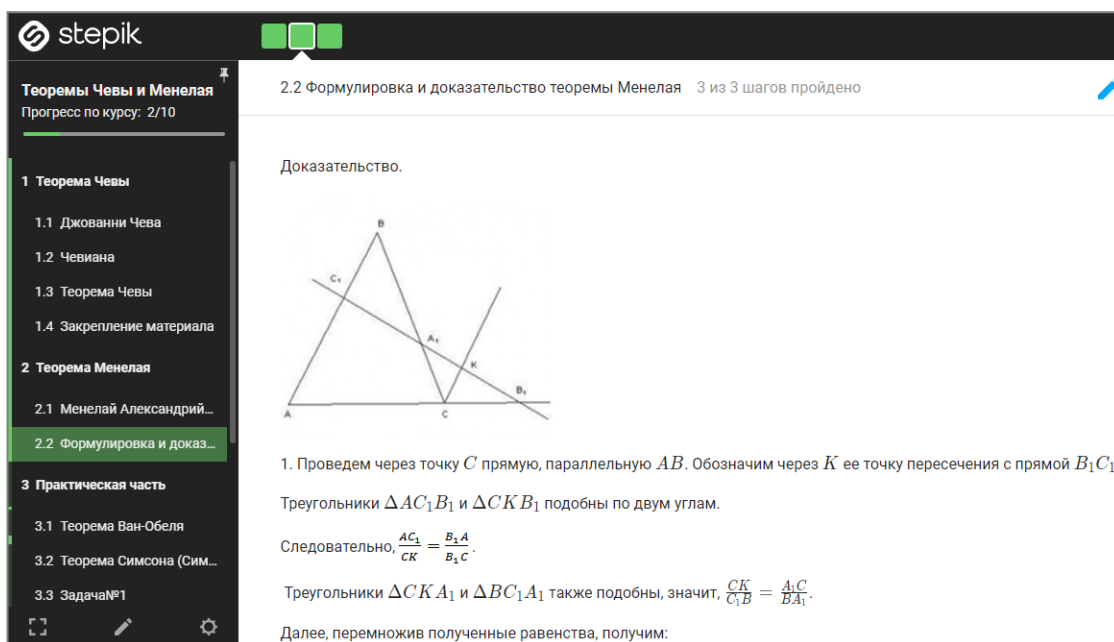 stepik
Теоремы Чевы и Менелая
Прогресс по курсу: 2/10
1 Теорема Чевы
1.1 Джованни Чева
1.2 Чевиана
1.3 Теорема Чевы
1.4 Закрепление материала
2 Теорема Менелая
2.1 Менелай Александрий...
2.2 Формулировка и доказ...
3 Практическая часть
3.1 Теорема Ван-Обеля
3.2 Теорема Симсона (Сим...
3.3 Задача№1
2.2 Формулировка и доказательство теоремы Менелая 3 из 3 шагов пройдено
Доказательство.
B
C₁
A₁
K
B₁
A
C
1. Проведем через точку C прямую, параллельную AB. Обозначим через K ее точку пересечения с прямой B₁C₁
Треугольники ΔAC₁B₁ и ΔCKB₁ подобны по двум углам.
Следовательно, AC₁/CK = B₁A/B₁C.
Треугольники ΔCKA₁ и ΔBC₁A₁ также подобны, значит, CK/C₁B = A₁C/BA₁.
Далее, перемножив полученные равенства, получим: